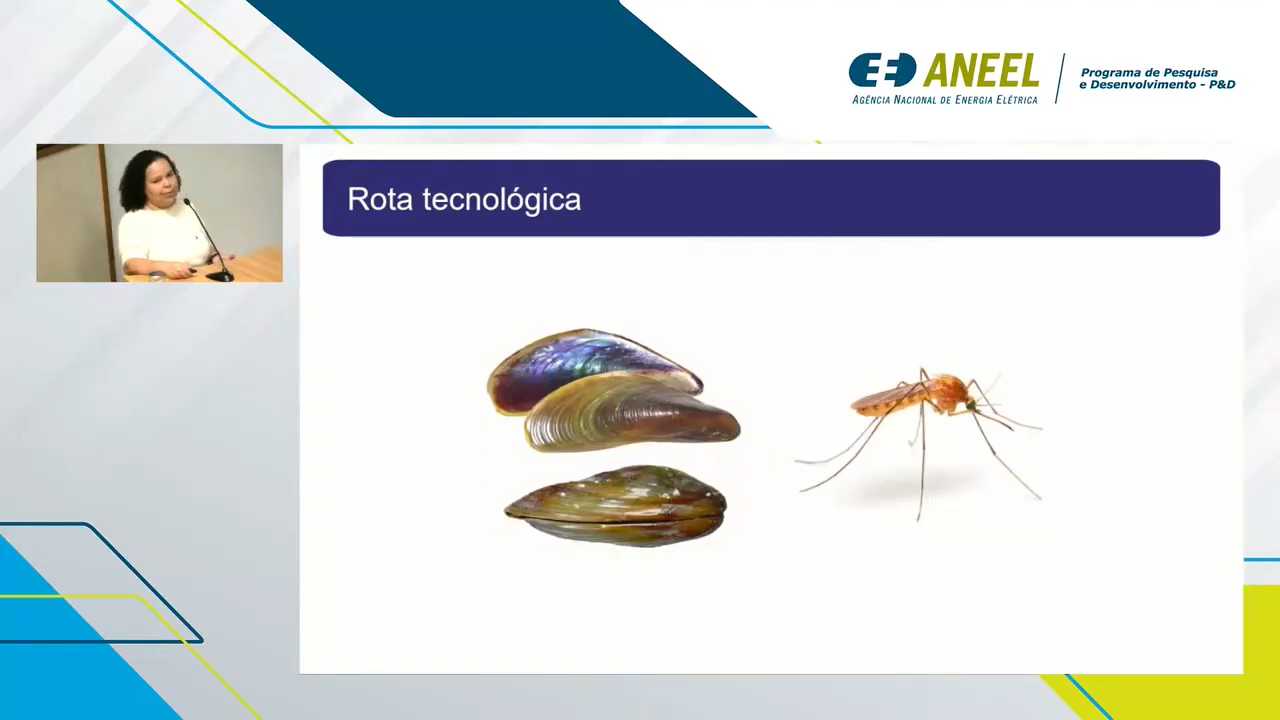 ANEEL
AGÊNCIA NACIONAL DE ENERGIA ELÉTRICA
Programa de Pesquisa
e Desenvolvimento - P&D
Rota tecnológica